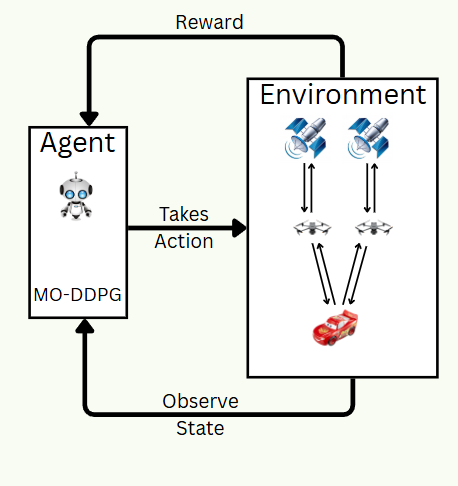 Reward
Environment
Agent
Takes
Action
MO-DDPG
Observe
State